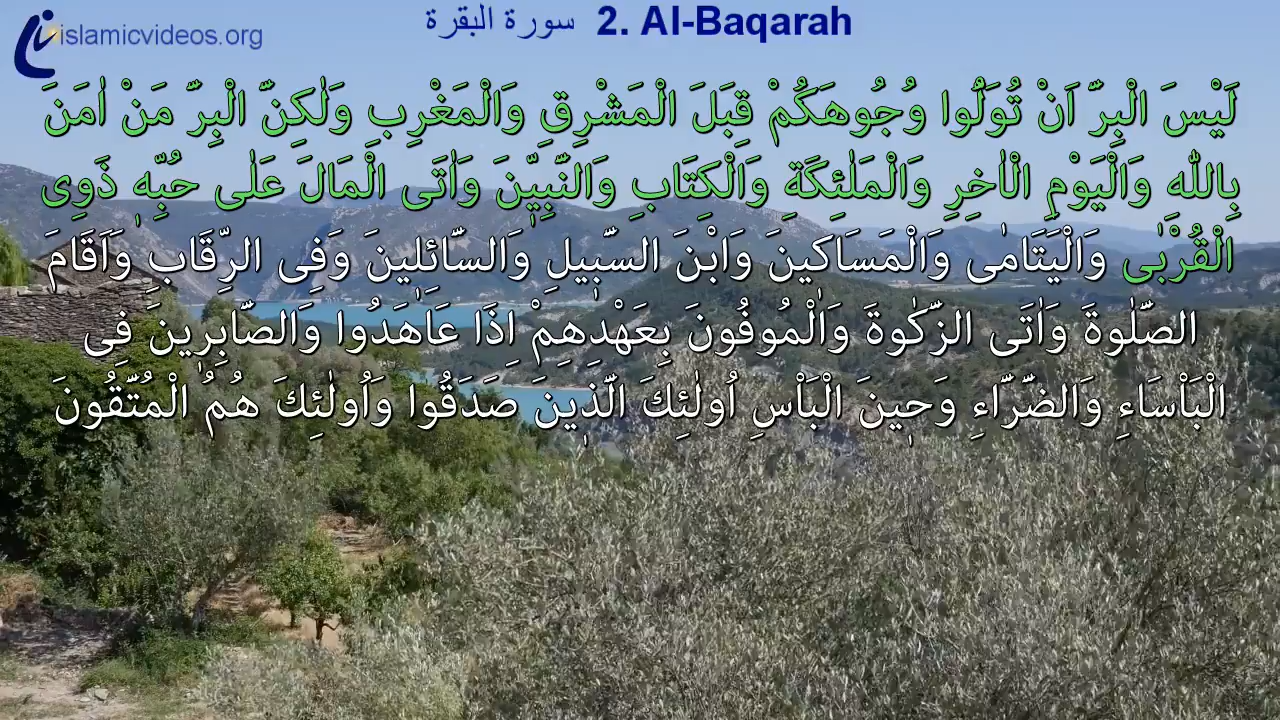 islamicvideos.org
سورة البقرة 2. Al-Baqarah
لَيْسَ الْبِرَّ اَنْ تُوَلُّوا وُجُوهَكُمْ قِبَلَ الْمَشْرِقِ وَالْمَغْرِبِ وَلٰكِنَّ الْبِرَّ مَنْ اٰمَنَ
بِاللّٰهِ وَالْيَوْمِ الْاٰخِرِ وَالْمَلٰئِكَةِ وَالْكِتَابِ وَالنَّبِيّٖنَ وَاٰتَى الْمَالَ عَلٰى حُبِّهٖ ذَوِى
الْقُرْبٰى وَالْيَتَامٰى وَالْمَسَاكٖينَ وَابْنَ السَّبٖيلِ وَالسَّائِلٖينَ وَفِى الرِّقَابِ وَاَقَامَ
الصَّلٰوةَ وَاٰتَى الزَّكٰوةَ وَالْمُوفُونَ بِعَهْدِهِمْ اِذَا عَاهَدُوا وَالصَّابِرٖينَ فِى
الْبَاْسَاءِ وَالضَّرَّاءِ وَحٖينَ الْبَاْسِ اُولٰئِكَ الَّذٖينَ صَدَقُوا وَاُولٰئِكَ هُمُ الْمُتَّقُونَ